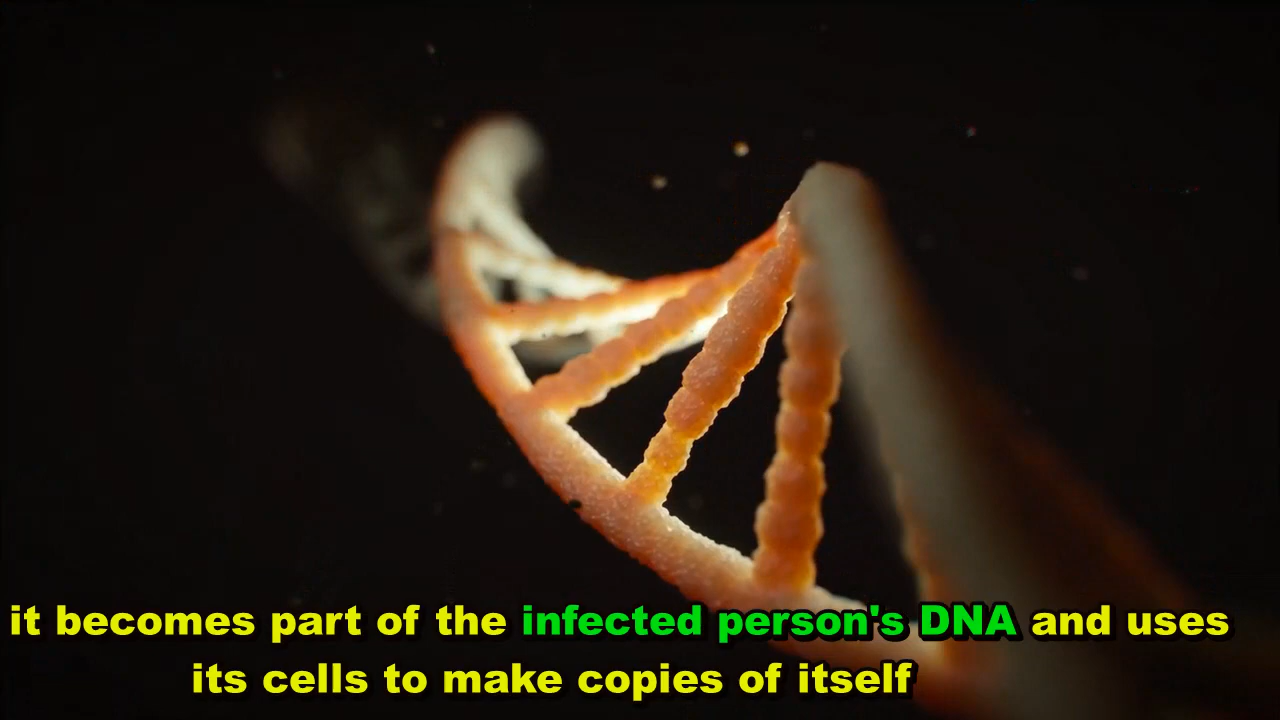 it becomes part of the infected person's DNA and uses
its cells to make copies of itself